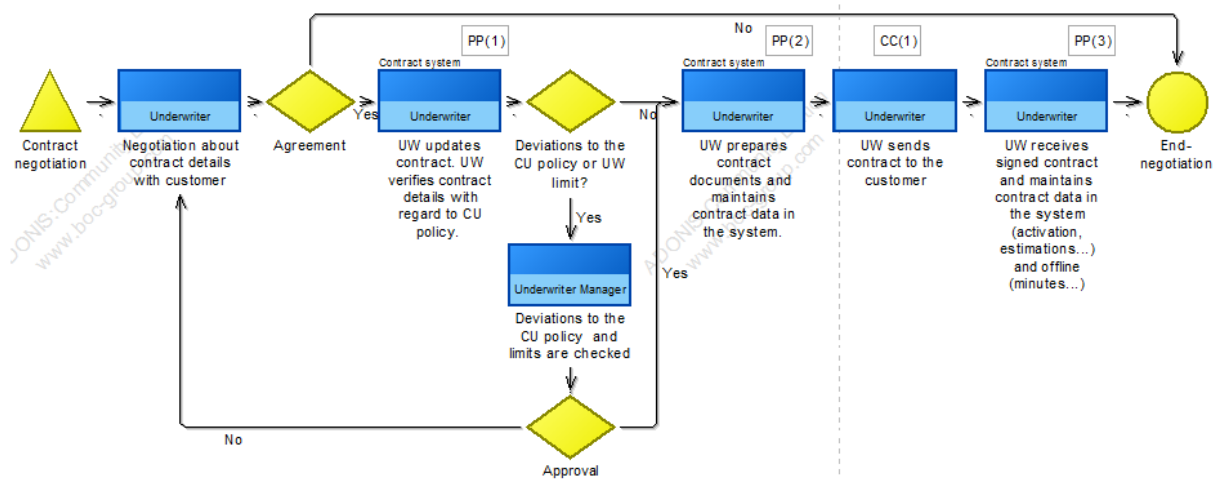 No
PP(1)
PP(2)
CC(1)
PP(3)
Contract system
Contract system
Contract system
Underwriter
Underwriter
Underwriter
Underwriter
Underwriter
Yes
No
Contract
negotiation
Negotiation about
contract details
with customer
Agreement
UW updates
contract. UW
verifies contract
details with
regard to CU
policy.
Deviations to the
CU policy or UW
limit?
UW prepares
contract
documents and
maintains
contract data in
the system.
UW sends
contract to the
customer
UW receives
signed contract
and maintains
contract data in
the system
(activation,
estimations...)
and offline
(minutes...)
End-
negotiation
Yes
Underwriter Manager
Yes
Deviations to the
CU policy and
limits are checked
No
Approval
www.boc-group.com